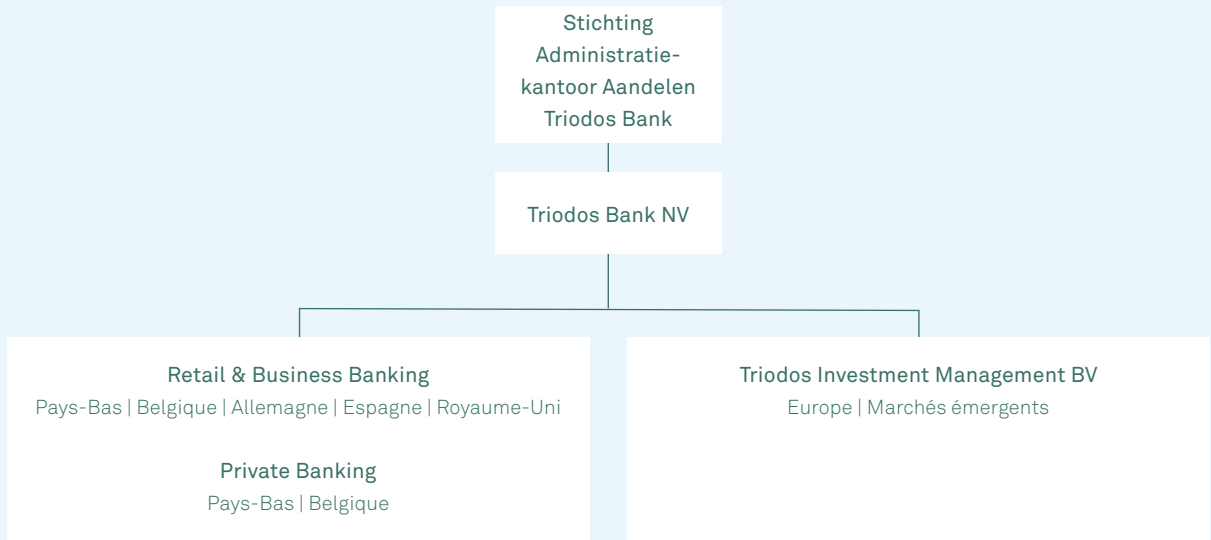 Stichting
Administratie-
kantoor Aandelen
Triodos Bank
Triodos Bank NV
Retail & Business Banking
Pays-Bas | Belgique | Allemagne | Espagne | Royaume-Uni
Private Banking
Pays-Bas | Belgique
Triodos Investment Management BV
Europe | Marchés émergents